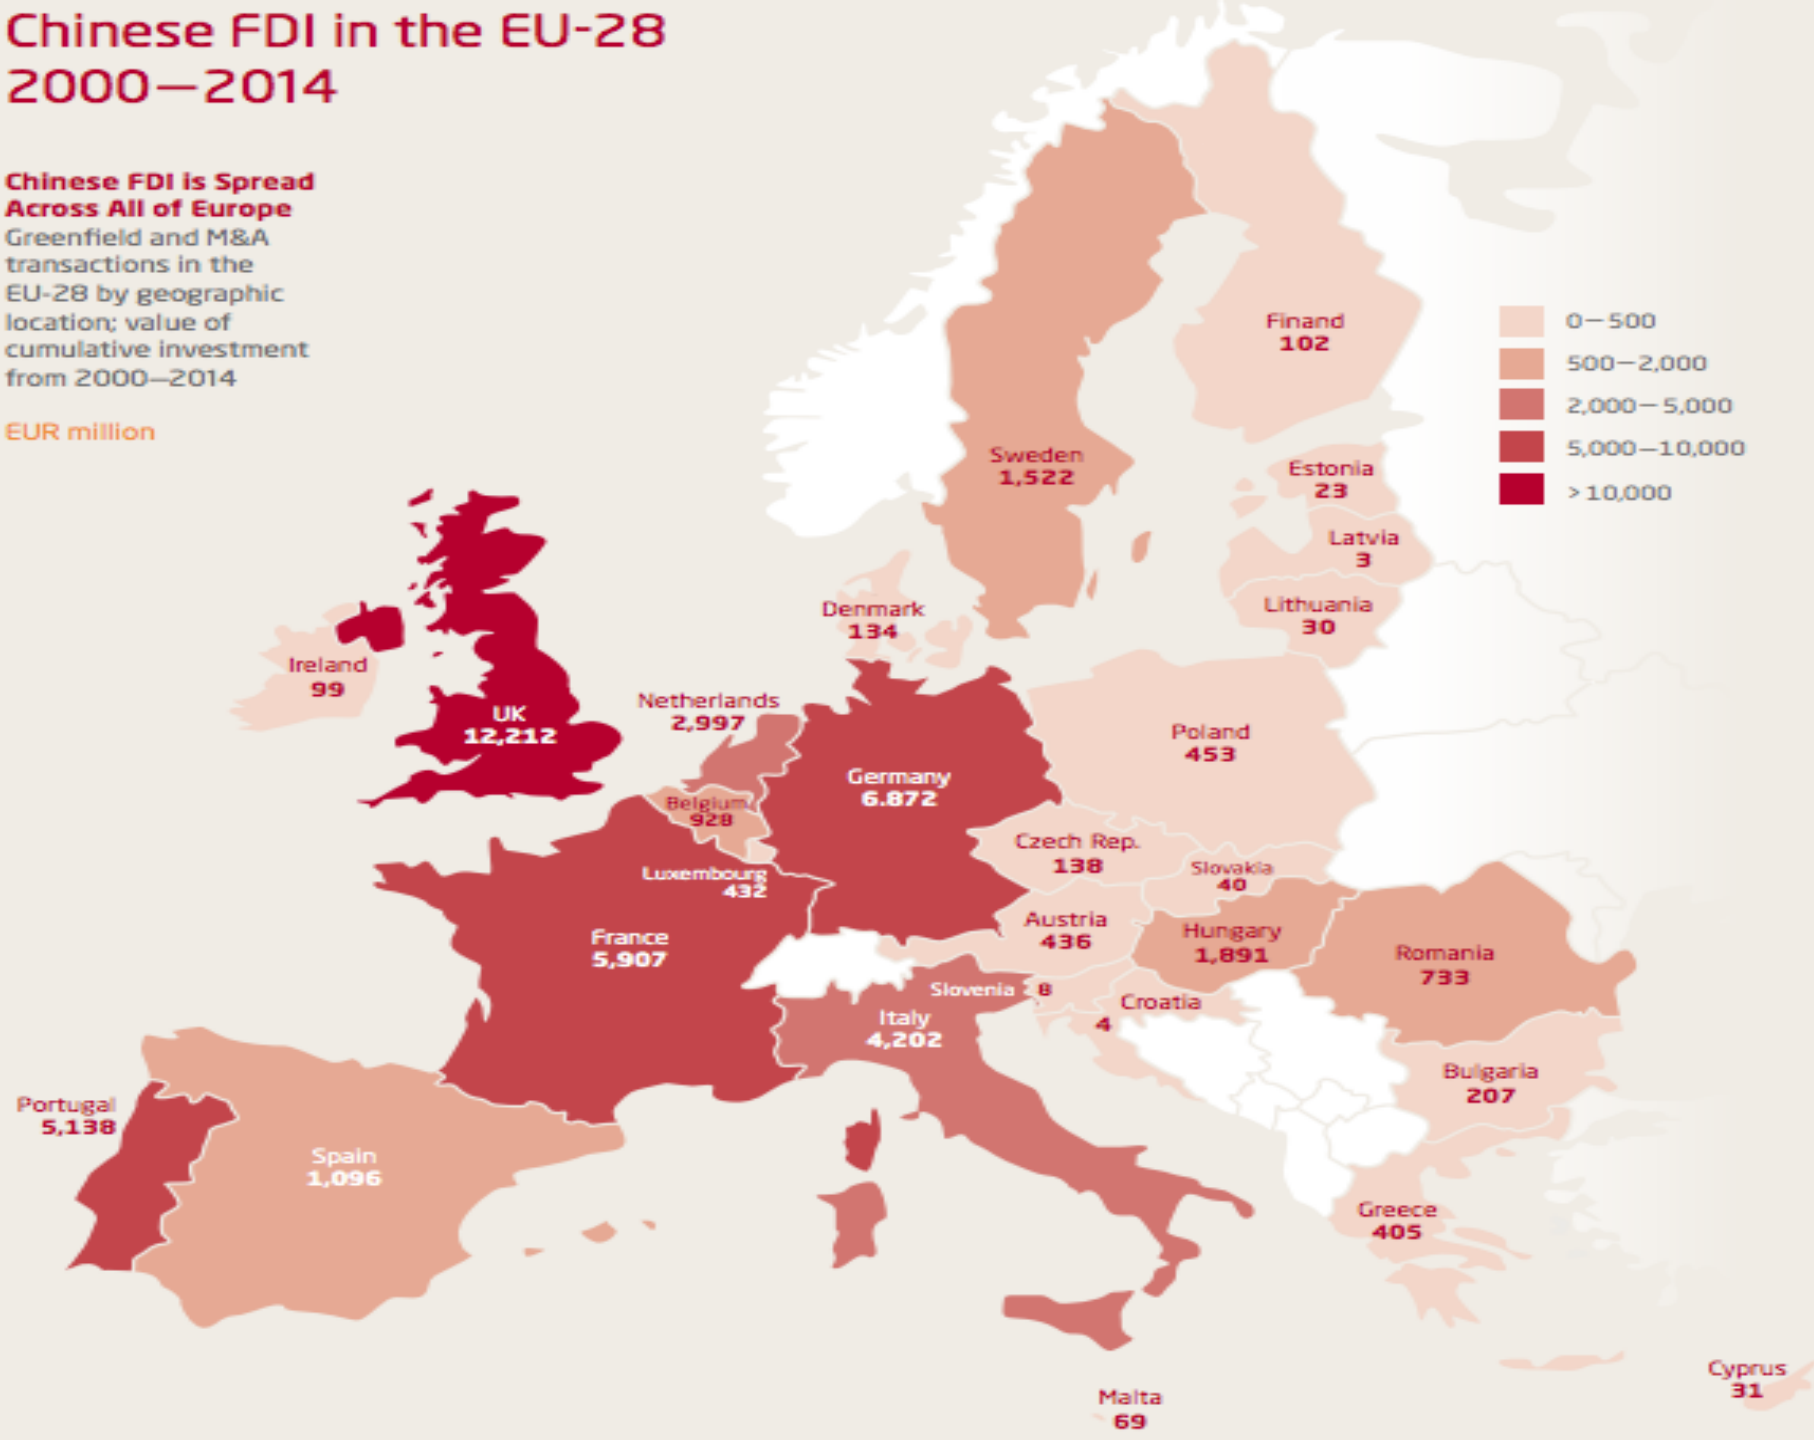 Chinese FDI in the EU-28
2000—2014
Chinese FDI is Spread
Across All of Europe
Greenfield and M&A
transactions in the
EU-28 by geographic
location; value of
cumulative investment
from 2000—2014
EUR million
0—500
500—2,000
2,000—5,000
5,000—10,000
>10,000
Finand
102
Sweden
1,522
Estonia
23
Latvia
3
Lithuania
30
Denmark
134
Ireland
99
UK
12,212
Netherlands
2,997
Poland
453
Germany
6.872
Belgium
928
Czech Rep.
138
Slovakia
40
Luxembourg
432
Austria
436
Hungary
1,891
France
5,907
Romania
733
Slovenia 8
Croatia
4
Italy
4,202
Bulgaria
207
Portugal
5,138
Spain
1,096
Greece
405
Cyprus
31
Malta
69